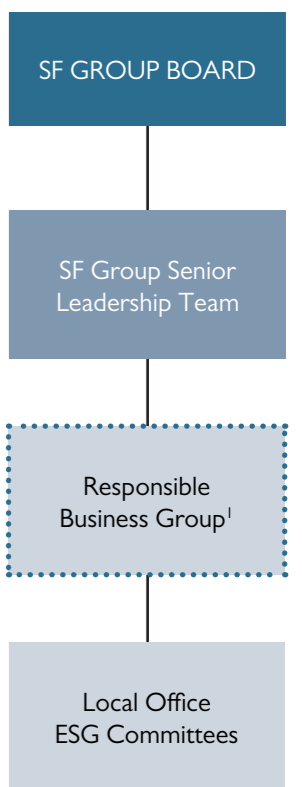 SF GROUP BOARD
SF Group Senior
Leadership Team
Responsible
Business Group¹
Local Office
ESG Committees